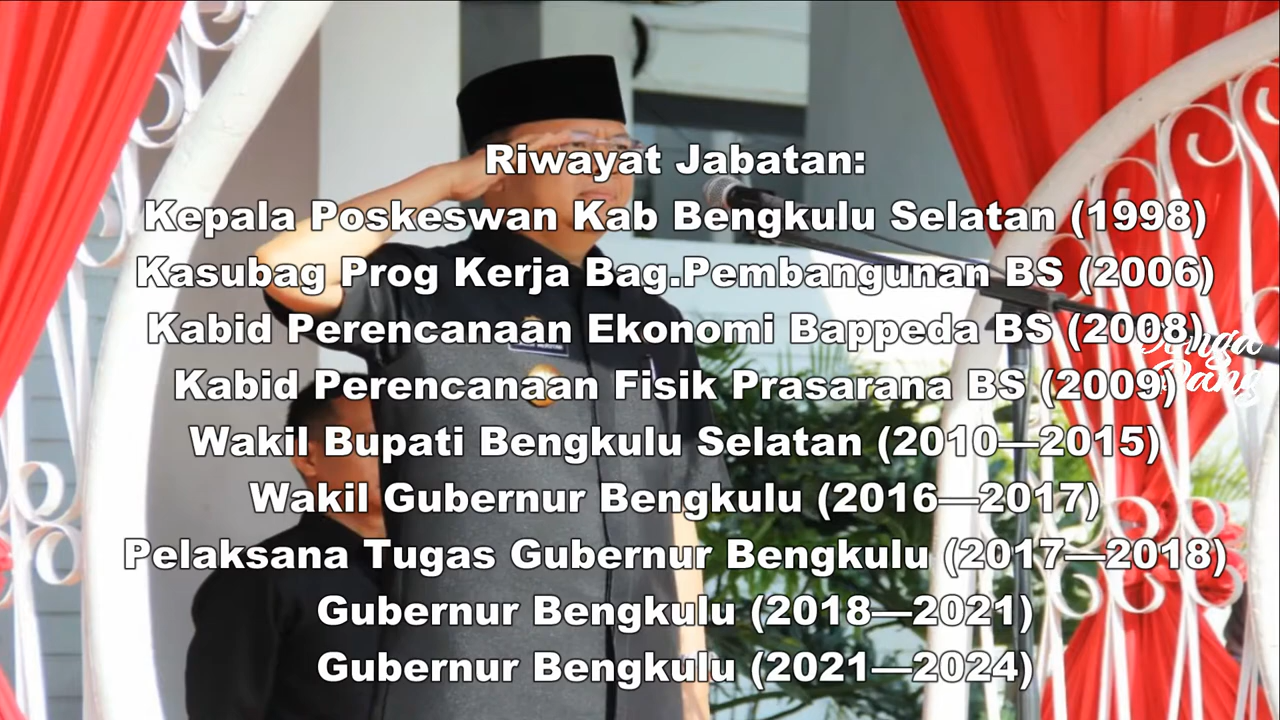 Riwayat Jabatan:
Kepala Poskeswan Kab Bengkulu Selatan (1998)
Kasubag Prog Kerja Bag.Pembangunan BS (2006)
Kabid Perencanaan Ekonomi Bappeda BS (2008)
Kabid Perencanaan Fisik Prasarana BS (2009)
Wakil Bupati Bengkulu Selatan (2010—2015)
Wakil Gubernur Bengkulu (2016—2017)
Pelaksana Tugas Gubernur Bengkulu (2017—2018)
Gubernur Bengkulu (2018—2021)
Gubernur Bengkulu (2021—2024)